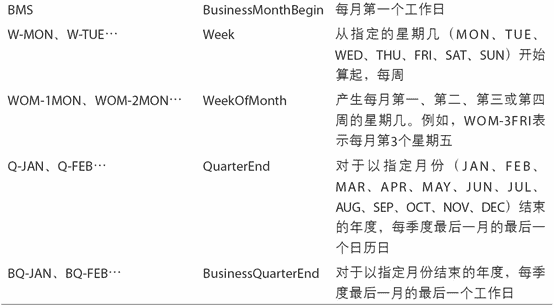 BMS BusinessMonthBegin 每月第一个工作日
W-MON、W-TUE… Week 从指定的星期几（MON、TUE、
WED、THU、FRI、SAT、SUN）开始
算起，每周
WOM-1MON、WOM-2MON… WeekOfMonth 产生每月第一、第二、第三或第四
周的星期几。例如，WOM-3FRI表
示每月第3个星期五
Q-JAN、Q-FEB… QuarterEnd 对于以指定月份（JAN、FEB、
MAR、APR、MAY、JUN、JUL、
AUG、SEP、OCT、NOV、DEC）结束
的年度，每季度最后一月的最后一
个日历日
BQ-JAN、BQ-FEB… BusinessQuarterEnd 对于以指定月份结束的年度，每季
度最后一月的最后一个工作日